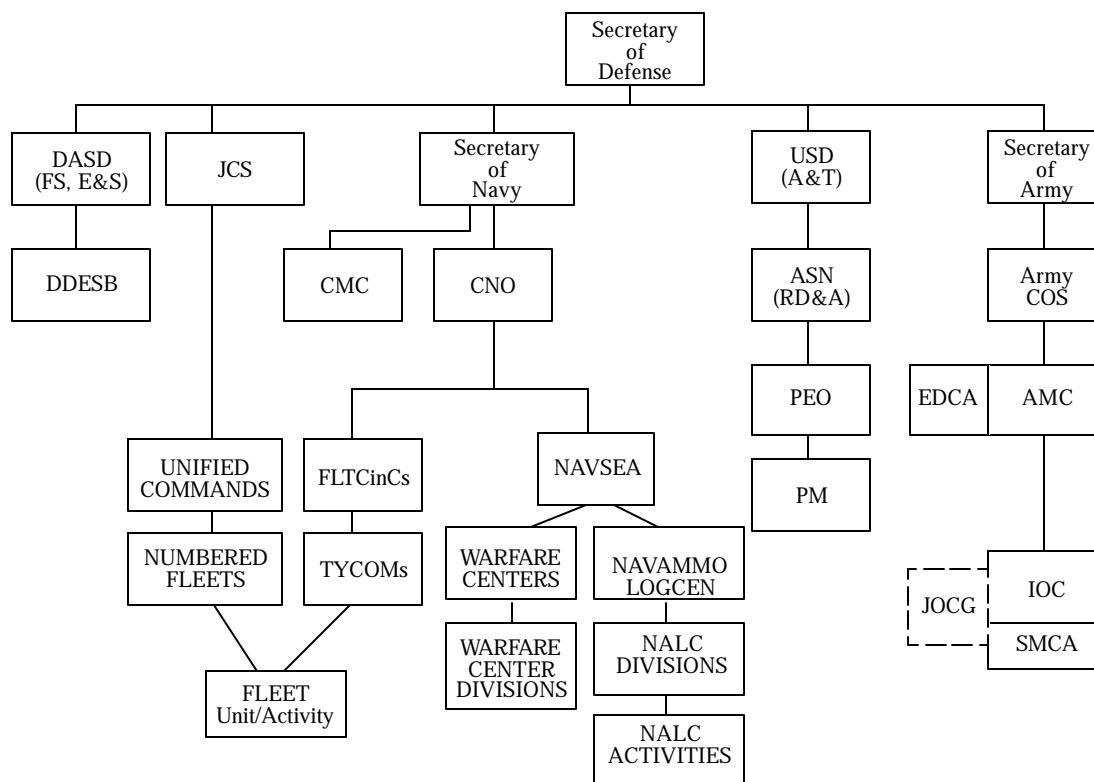 Secretary
of
Defense
DASD
(FS, E&S)
JCS
Secretary
of
Navy
USD
(A&T)
Secretary
of
Army
DDESB
CMC
CNO
ASN
(RD&A)
Army
COS
PEO
EDCA
AMC
UNIFIED
COMMANDS
FLTCinCs
NAVSEA
PM
NUMBERED
FLEETS
TYCOMs
WARFARE
CENTERS
NAVAMMO
LOGCEN
JOCG
IOC
SMCA
WARFARE
CENTER
DIVISIONS
NALC
DIVISIONS
FLEET
Unit/Activity
NALC
ACTIVITIES